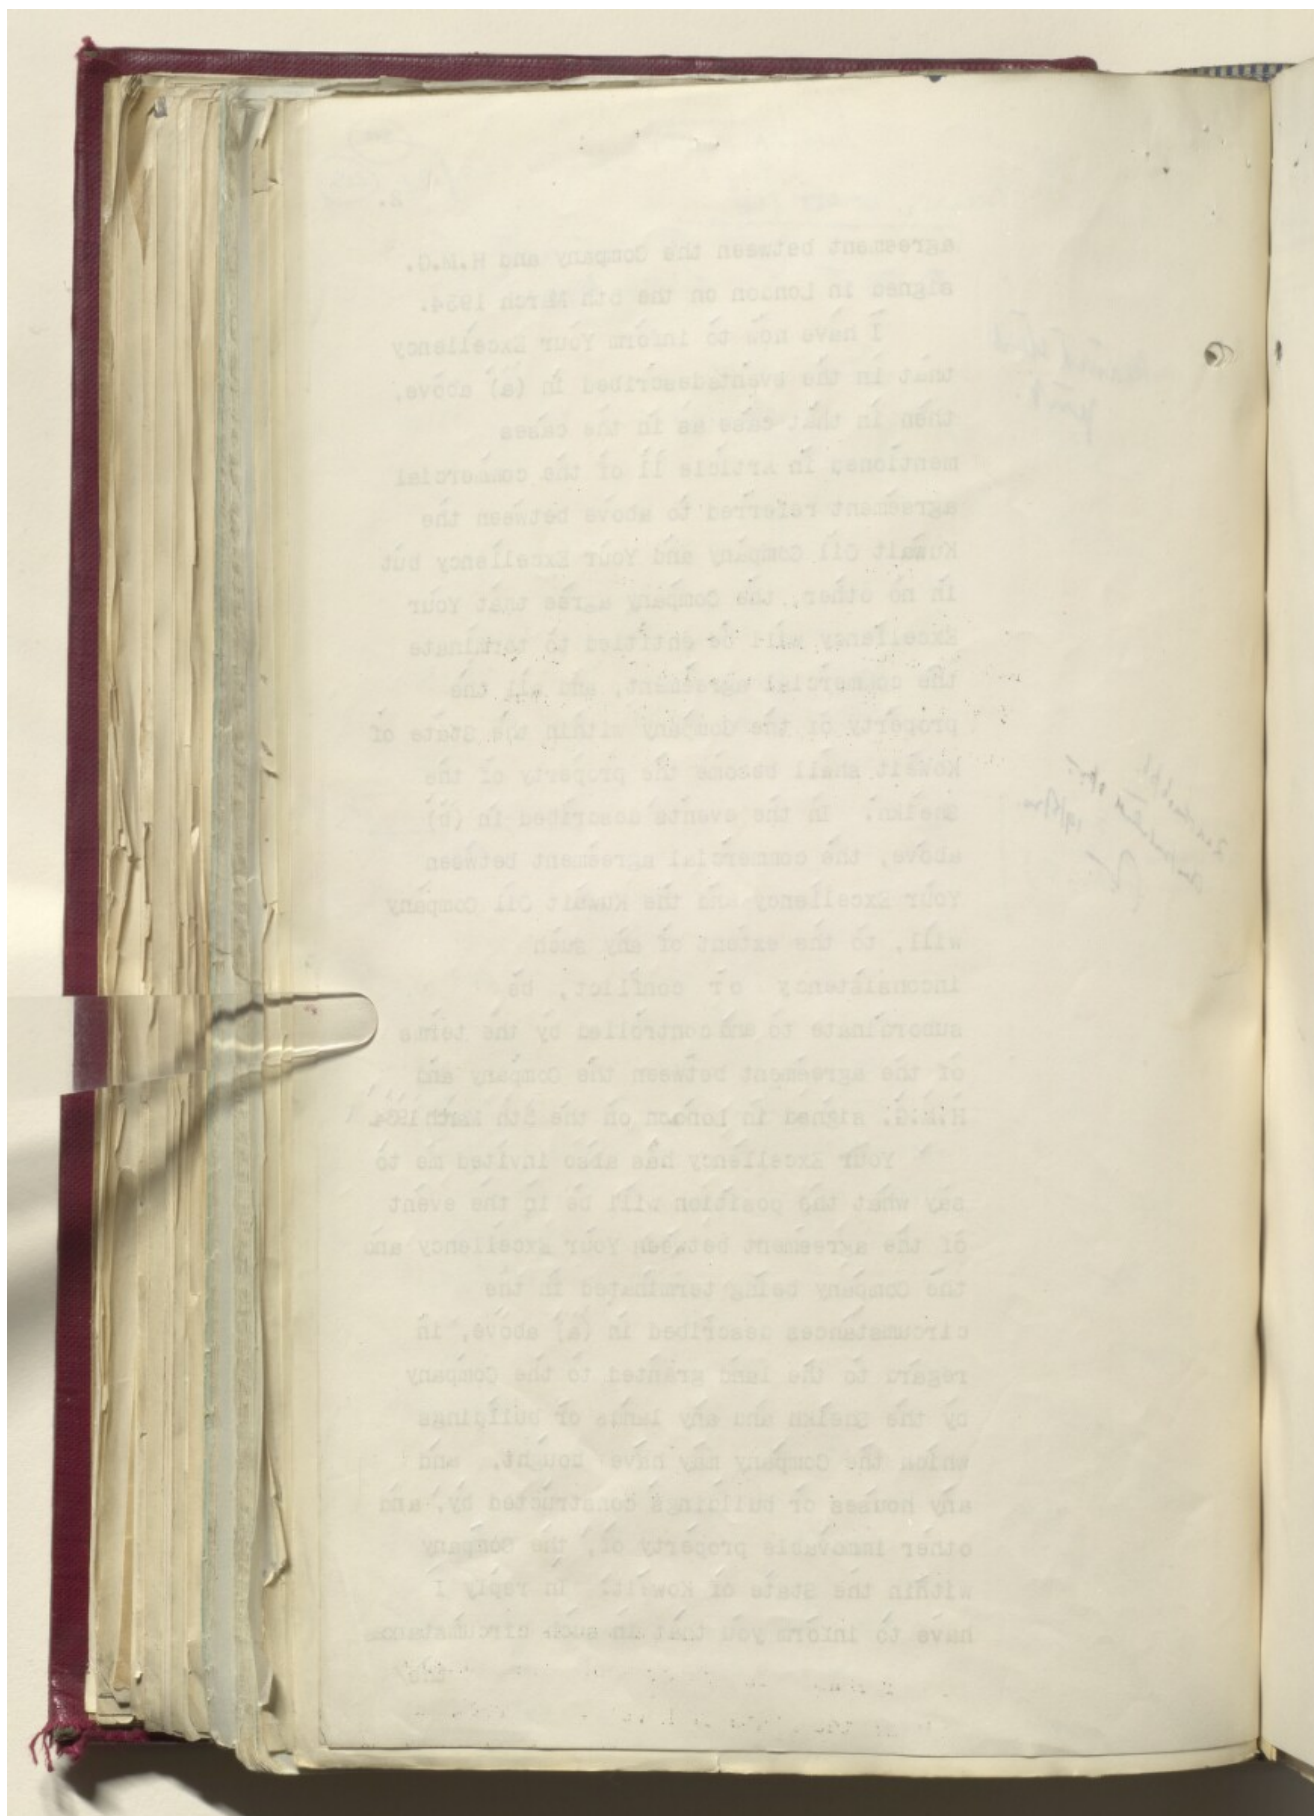 2.
agreement between the Company and H.M.G.
signed in London on the 5th March 1934.
I have now to inform Your Excellency
that in the event described in (a) above,
then in that case as in the cases
mentioned in Article 11 of the commercial
agreement referred to above between the
Kuwait Oil Company and Your Excellency but
in no other, the Company agree that Your
Excellency will be entitled to terminate
the commercial agreement, and all the
property of the Company within the State of
Kowait shall become the property of the
Sheikh. In the events described in (b)
above, the commercial agreement between
Your Excellency and the Kuwait Oil Company
will, to the extent of any such
inconsistency or conflict, be
subordinate to and controlled by the terms
of the agreement between the Company and
H.M.G. signed in London on the 5th March 1934.
Your Excellency has also invited me to
say what the position will be in the event
of the agreement between Your Excellency and
the Company being terminated in the
circumstances described in (a) above, in
regard to the land granted to the Company
by the Sheikh and any lands or buildings
which the Company may have bought, and
any houses or buildings constructed by, and
other immovable property of, the Company
within the State of Kowait. In reply I
have to inform you that in such circumstances
the/